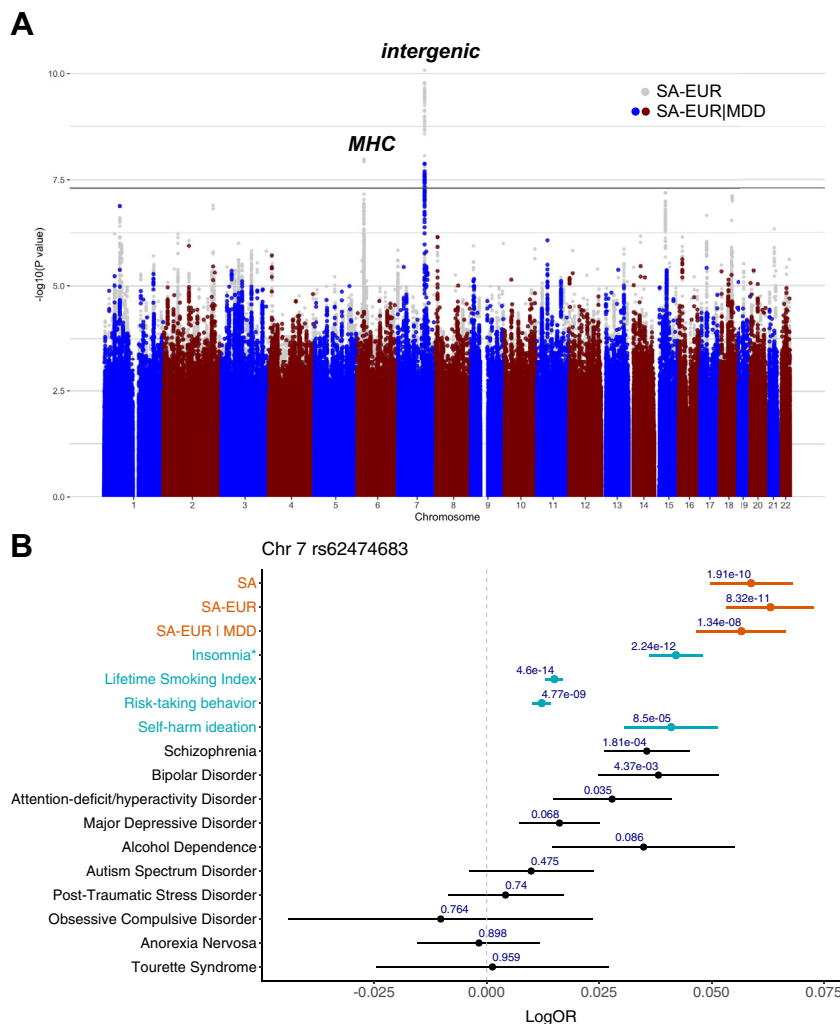 A
intergenic
SA-EUR
SA-EUR|MDD
MHC
10.0
7.5
5.0
2.5
0.0
-log10(P value)
1 2 3 4 5 6 7 8 9 10 11 12 13 14 15 16 17 18 19 20 21 22
Chromosome
B
Chr 7 rs62474683
SA 1.91e-10
SA-EUR 8.32e-11
SA-EUR | MDD 1.34e-08
Insomnia* 2.24e-12
Lifetime Smoking Index 4.6e-14
Risk-taking behavior 4.77e-09
Self-harm ideation 8.5e-05
Schizophrenia 1.81e-04
Bipolar Disorder 4.37e-03
Attention-deficit/hyperactivity Disorder 0.035
Major Depressive Disorder 0.068
Alcohol Dependence 0.086
Autism Spectrum Disorder 0.475
Post-Traumatic Stress Disorder 0.74
Obsessive Compulsive Disorder 0.764
Anorexia Nervosa 0.898
Tourette Syndrome 0.959
-0.025 0.000 0.025 0.050 0.075
LogOR